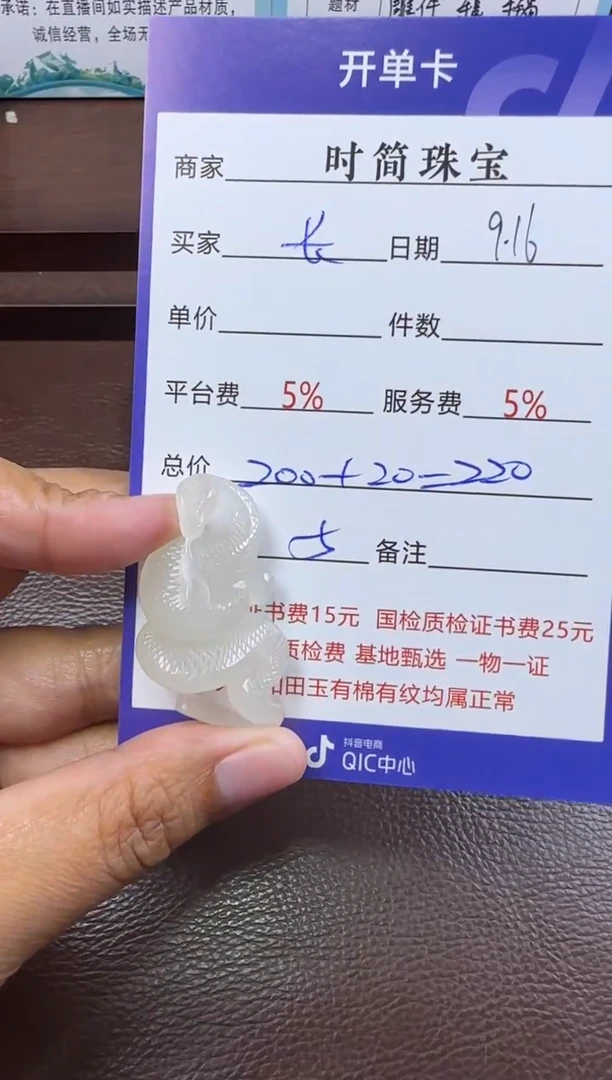 承诺：在直播间如实描述产品材质，
诚信经营，全场无
题材
开单卡
商家 时简珠宝
买家 长 日期 9.16
单价 件数
平台费 5% 服务费 5%
总价 200+20=220
备注
书费15元 国检质检证书费25元
质检费 基地甄选 一物一证
田玉有棉有纹均属正常
抖音电商
QIC中心